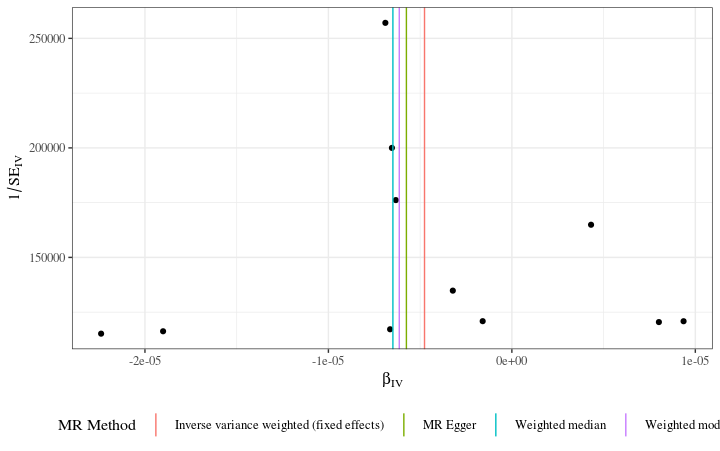 250000
200000
150000
1/SE_IV
-2e-05 -1e-05 0e+00 1e-05
β_IV
MR Method Inverse variance weighted (fixed effects) MR Egger Weighted median Weighted mod